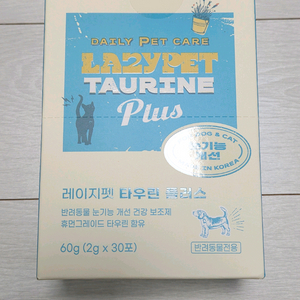 DAILY PET CARE
LAZYPET
TAURINE
Plus
DOG & CAT
눈기능
개선
IN KOREA
레이지펫 타우린 플러스
반려동물 눈기능 개선 건강 보조제
휴먼그레이드 타우린 함유
60g (2g x 30포)
반려동물전용